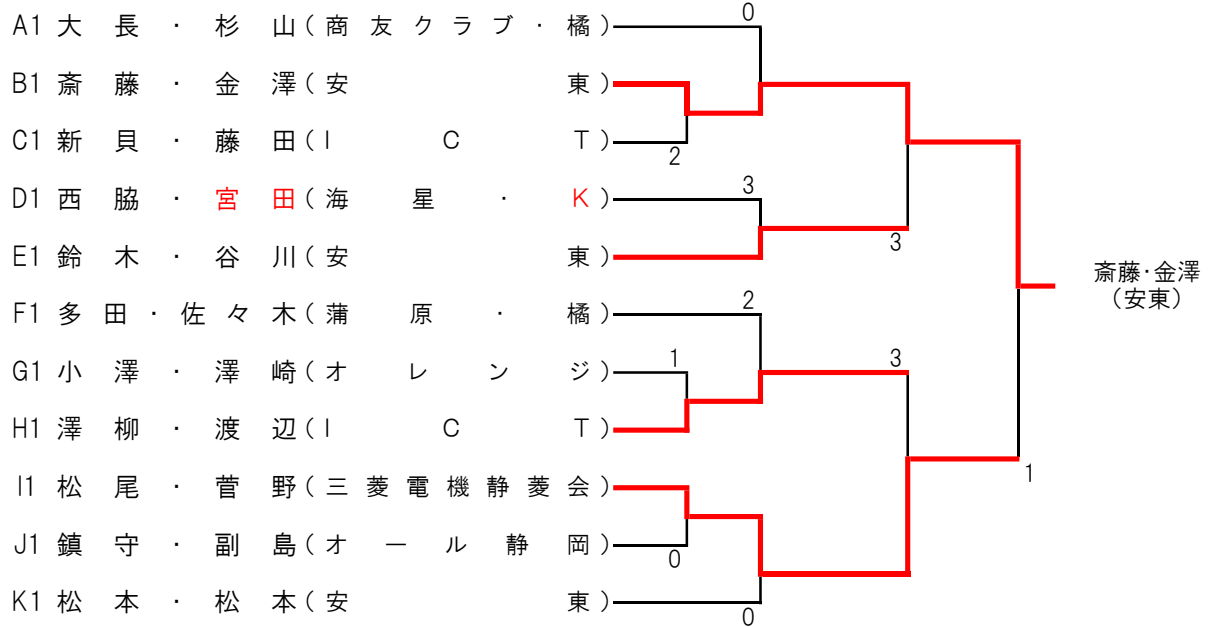 0
A1 大長・杉山(商友クラブ・橘)
B1 斎藤・金澤(安東)
C1 新貝・藤田(ICT)
2
D1 西脇・宮田(海星・K)
3
E1 鈴木・谷川(安東)
3
斎藤・金澤
(安東)
F1 多田・佐々木(蒲原・橘)
2
G1 小澤・澤崎(オレンジ)
1
3
H1 澤柳・渡辺(ICT)
1
I1 松尾・菅野(三菱電機静菱会)
J1 鎮守・副島(オール静岡)
0
K1 松本・松本(安東)
0